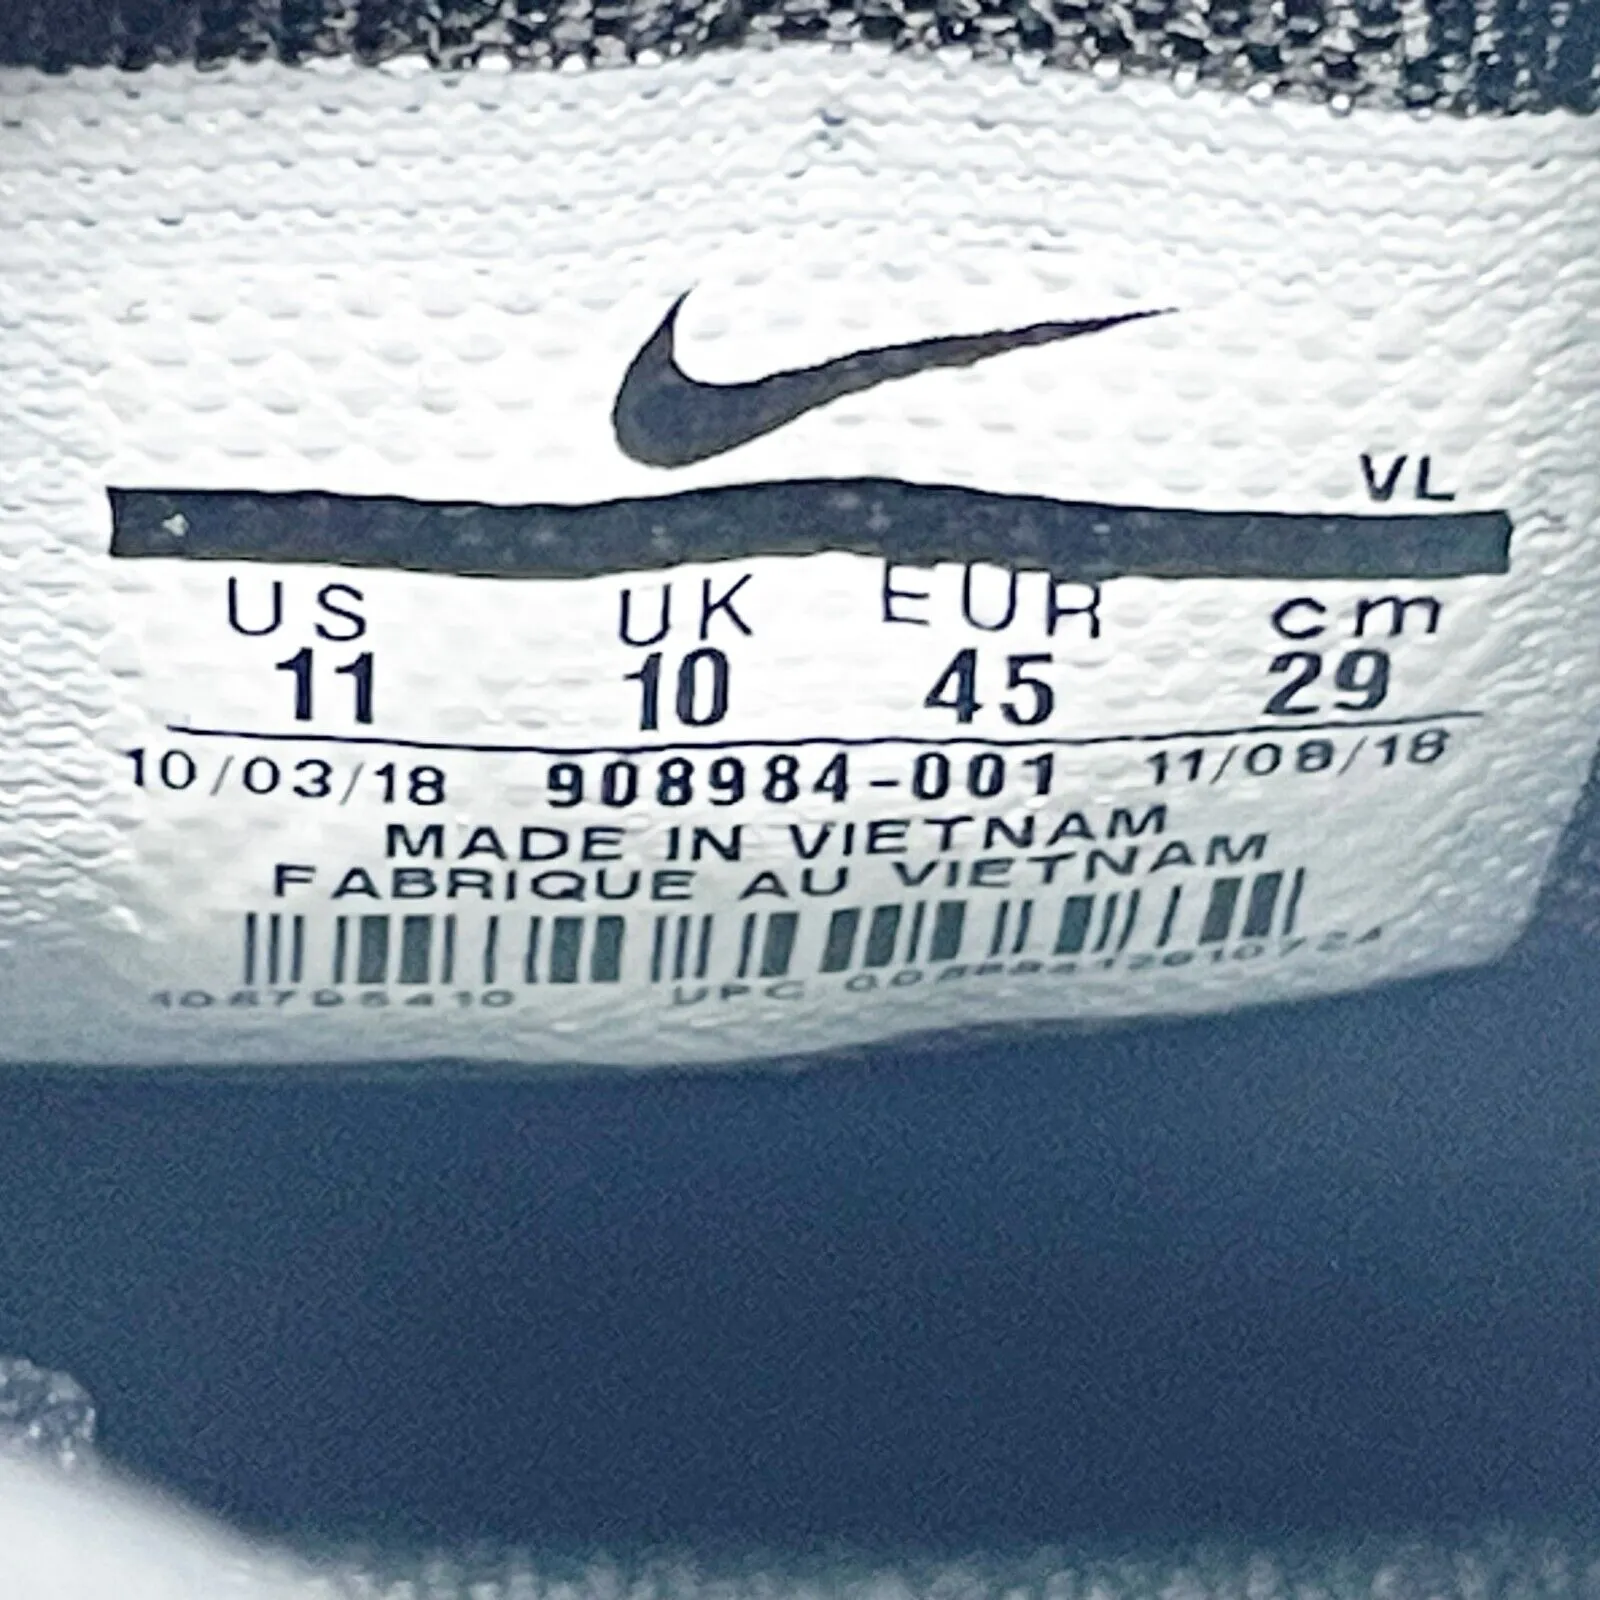 VL
US UK EUR cm
11 10 45 29
10/03/18 908984-001 11/08/18
MADE IN VIETNAM
FABRIQUE AU VIETNAM
UPC